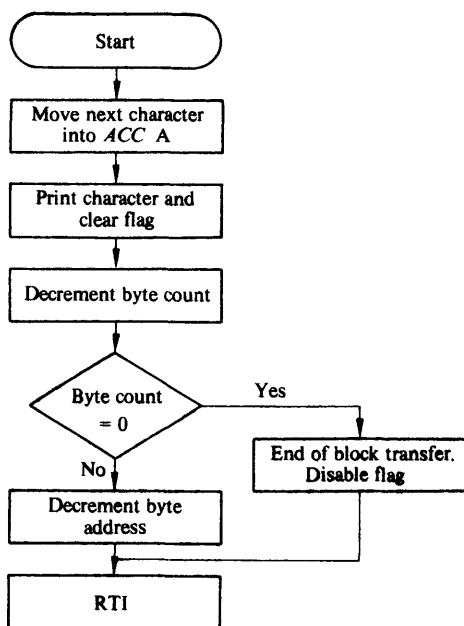 Start
Move next character
into ACC A
Print character and
clear flag
Decrement byte count
Byte count
= 0
Yes
No
End of block transfer.
Disable flag
Decrement byte
address
RTI